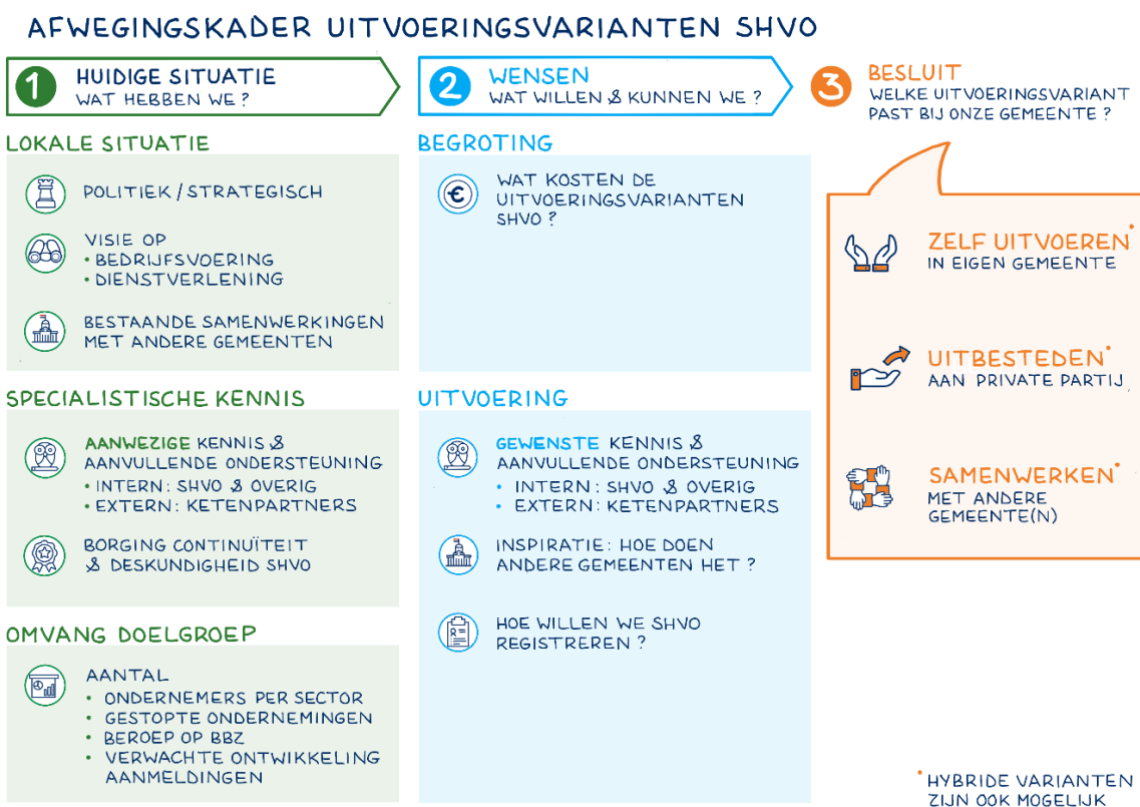 AFWEGINGSKADER UITVOERINGSVARIANTEN SHVO
1
HUIDIGE SITUATIE
WAT HEBBEN WE?
LOKALE SITUATIE
POLITIEK / STRATEGISCH
VISIE OP
• BEDRIJFSVOERING
• DIENSTVERLENING
BESTAANDE SAMENWERKINGEN
MET ANDERE GEMEENTEN
SPECIALISTISCHE KENNIS
AANWEZIGE KENNIS &
AANVULLENDE ONDERSTEUNING
• INTERN: SHVO & OVERIG
• EXTERN: KETENPARTNERS
BORGING CONTINUÏTEIT
& DESKUNDIGHEID SHVO
OMVANG DOELGROEP
AANTAL
• ONDERNEMERS PER SECTOR
• GESTOPTE ONDERNEMINGEN
• BEROEP OP BBZ
• VERWACHTE ONTWIKKELING
AANMELDINGEN
2
WENSEN
WAT WILLEN & KUNNEN WE?
BEGROTING
€
WAT KOSTEN DE
UITVOERINGSVARIANTEN
SHVO?
UITVOERING
GEWENSTE KENNIS &
AANVULLENDE ONDERSTEUNING
• INTERN: SHVO & OVERIG
• EXTERN: KETENPARTNERS
INSPIRATIE: HOE DOEN
ANDERE GEMEENTEN HET?
HOE WILLEN WE SHVO
REGISTREREN?
3
BESLUIT
WELKE UITVOERINGSVARIANT
PAST BIJ ONZE GEMEENTE?
ZELF UITVOEREN*
IN EIGEN GEMEENTE
UITBESTEDEN*
AAN PRIVATE PARTIJ
SAMENWERKEN*
MET ANDERE
GEMEENTE(N)
* HYBRIDE VARIANTEN
ZIJN OOK MOGELIJK